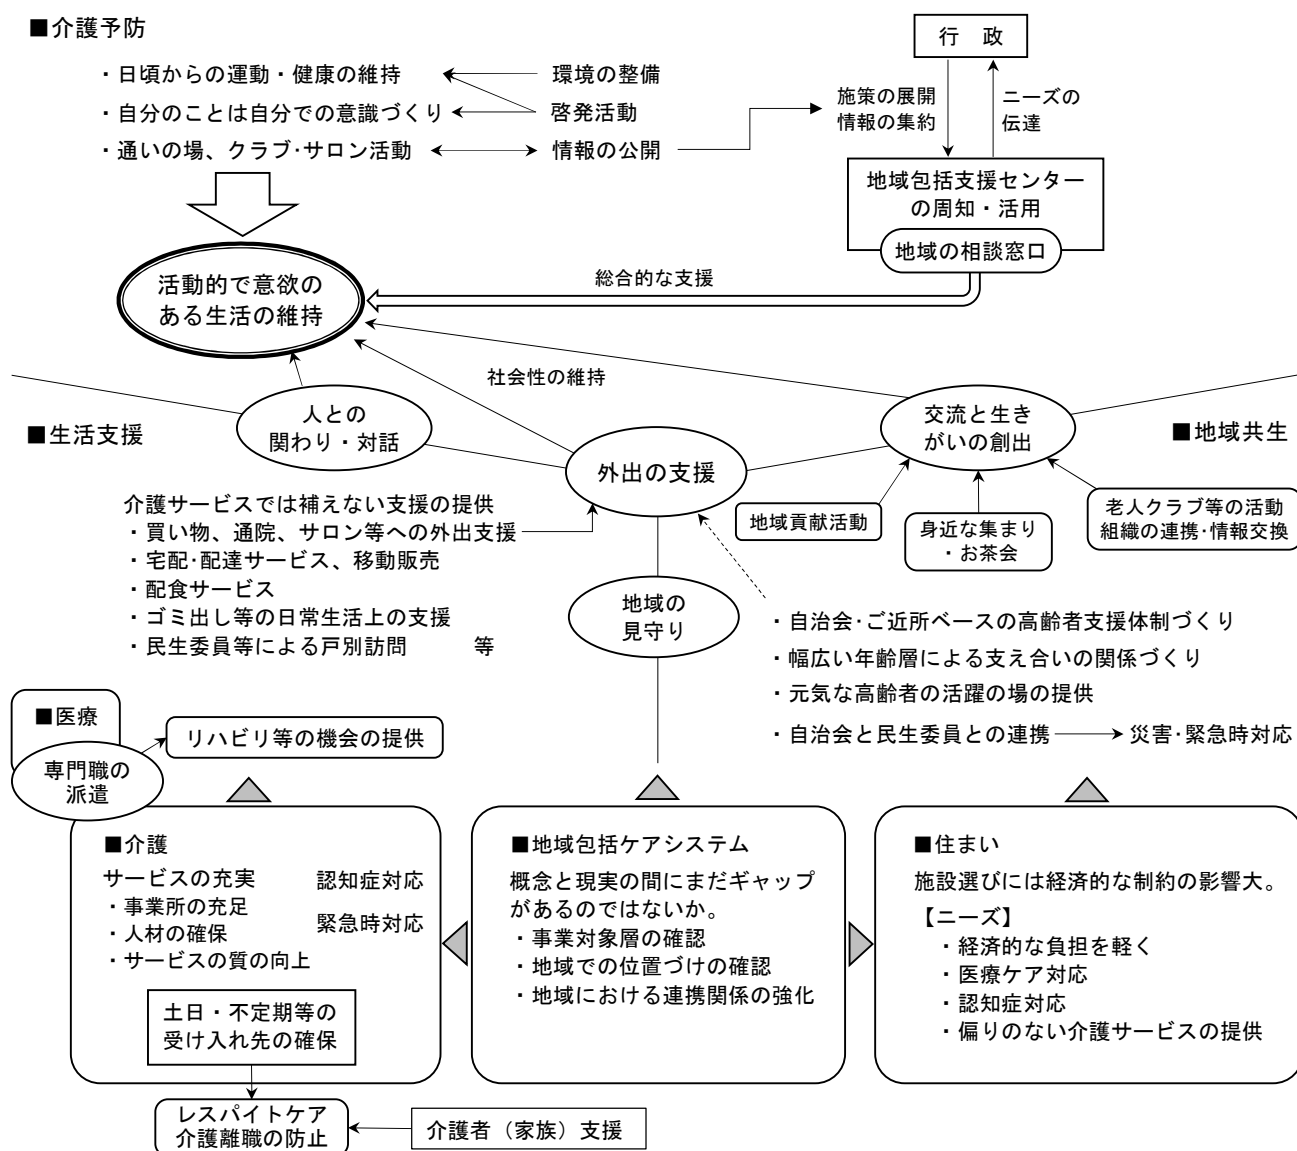 ■介護予防
・日頃からの運動・健康の維持
環境の整備
・自分のことは自分での意識づくり
啓発活動
・通いの場、クラブ・サロン活動
情報の公開
行　政
施策の展開
情報の集約
ニーズの
伝達
地域包括支援センター
の周知・活用
地域の相談窓口
総合的な支援
活動的で意欲の
ある生活の維持
社会性の維持
■生活支援
人との
関わり・対話
外出の支援
交流と生き
がいの創出
■地域共生
介護サービスでは補えない支援の提供
・買い物、通院、サロン等への外出支援
・宅配・配達サービス、移動販売
・配食サービス
・ゴミ出し等の日常生活上の支援
・民生委員等による戸別訪問　　　等
地域貢献活動
身近な集まり
・お茶会
老人クラブ等の活動
組織の連携・情報交換
地域の
見守り
・自治会・ご近所ベースの高齢者支援体制づくり
・幅広い年齢層による支え合いの関係づくり
・元気な高齢者の活躍の場の提供
・自治会と民生委員との連携
災害・緊急時対応
■医療
専門職の
派遣
リハビリ等の機会の提供
■介護
サービスの充実
・事業所の充足
・人材の確保
・サービスの質の向上
認知症対応
緊急時対応
土日・不定期等の
受け入れ先の確保
レスパイトケア
介護離職の防止
介護者（家族）支援
■地域包括ケアシステム
概念と現実の間にまだギャップ
があるのではないか。
・事業対象層の確認
・地域での位置づけの確認
・地域における連携関係の強化
■住まい
施設選びには経済的な制約の影響大。
【ニーズ】
・経済的な負担を軽く
・医療ケア対応
・認知症対応
・偏りのない介護サービスの提供